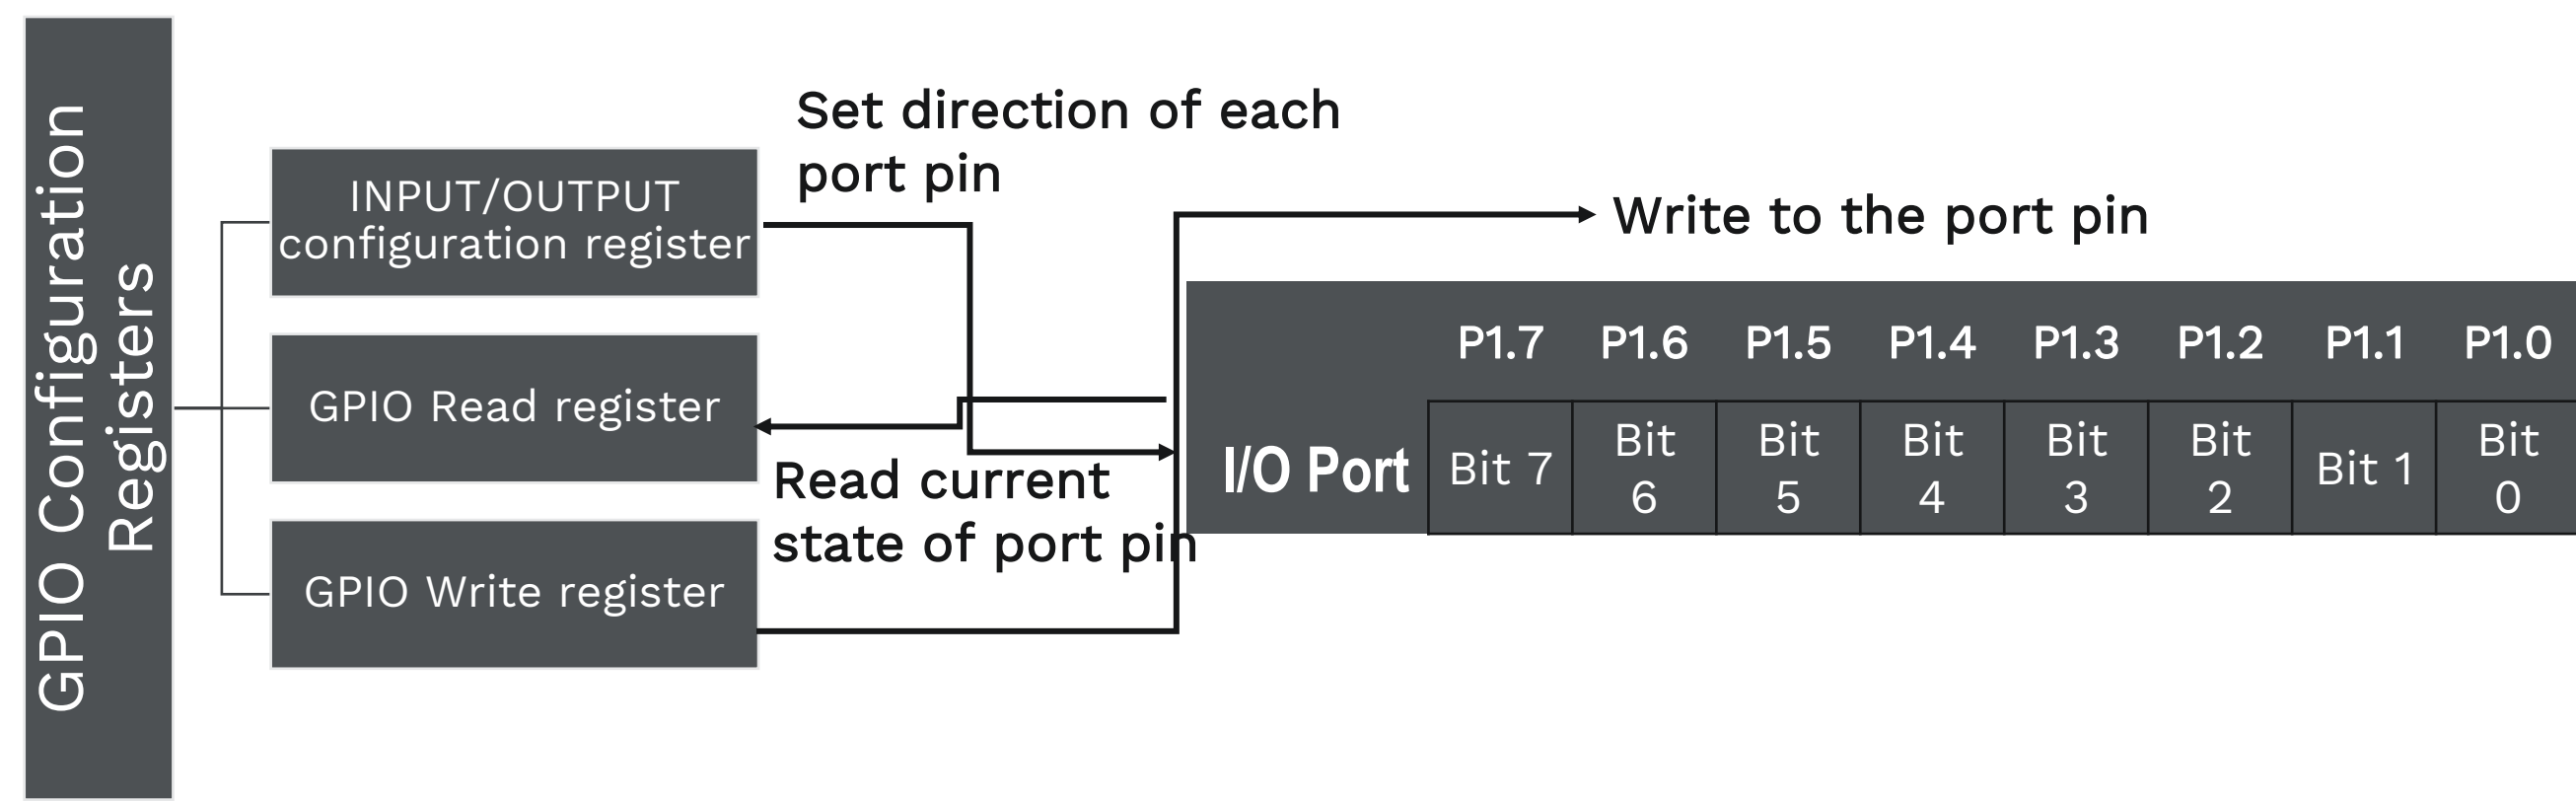 GPIO Configuration
Registers
INPUT/OUTPUT
configuration register
GPIO Read register
GPIO Write register
Set direction of each
port pin
Read current
state of port pin
Write to the port pin
P1.7 P1.6 P1.5 P1.4 P1.3 P1.2 P1.1 P1.0
I/O Port
Bit 7
Bit
6
Bit
5
Bit
4
Bit
3
Bit
2
Bit 1
Bit
0